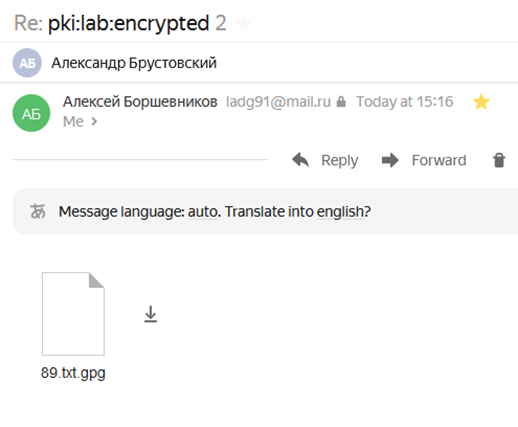 Re: pki:lab:encrypted 2
АБ Александр Брустовский
АБ Алексей Боршевников ladg91@mail.ru Today at 15:16
Me >
Reply Forward
あ Message language: auto. Translate into english?
89.txt.gpg